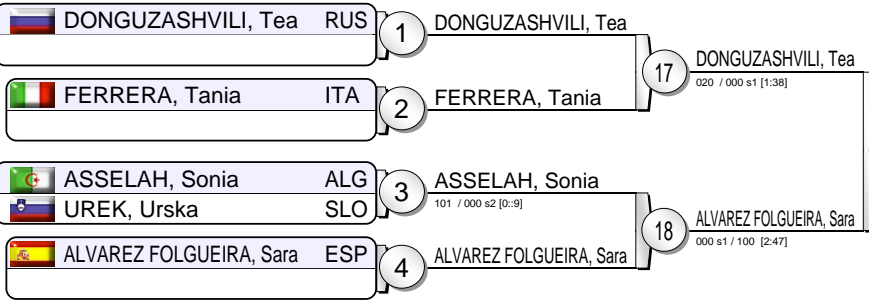 DONGUZASHVILI, Tea RUS
1
DONGUZASHVILI, Tea
17
DONGUZASHVILI, Tea
020 / 000 s1 [1:38]
FERRERA, Tania ITA
2
FERRERA, Tania
ASSELAH, Sonia ALG
UREK, Urska SLO
3
ASSELAH, Sonia
101 / 000 s2 [0::9]
18
ALVAREZ FOLGUEIRA, Sara
000 s1 / 100 [2:47]
ALVAREZ FOLGUEIRA, Sara ESP
4
ALVAREZ FOLGUEIRA, Sara